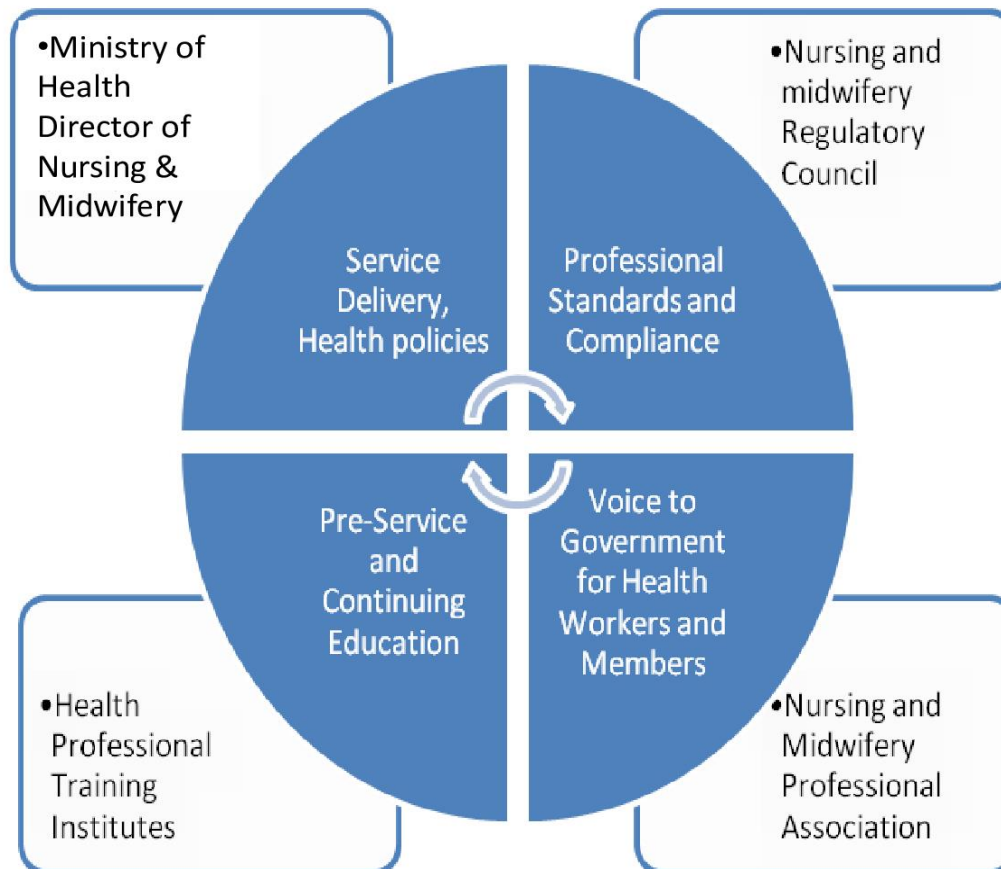 •Ministry of
Health
Director of
Nursing &
Midwifery
•Nursing and
midwifery
Regulatory
Council
Service
Delivery,
Health policies
Professional
Standards and
Compliance
Pre-Service
and
Continuing
Education
Voice to
Government
for Health
Workers and
Members
•Health
Professional
Training
Institutes
•Nursing and
Midwifery
Professional
Association